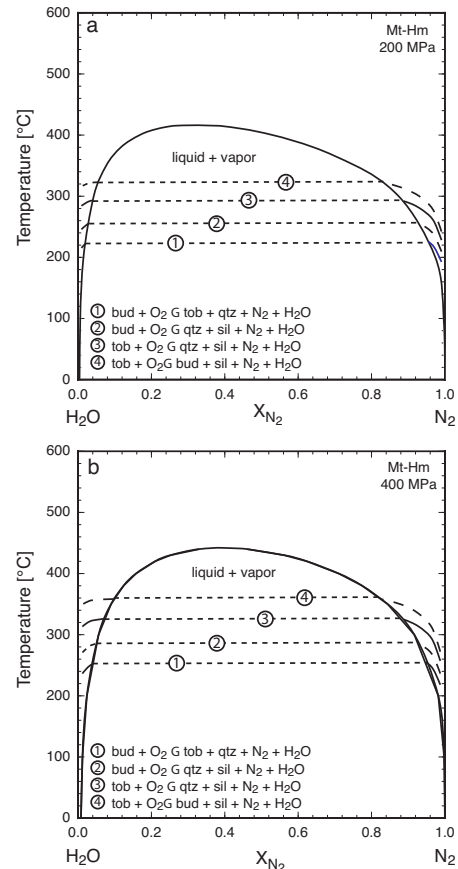 a
Mt-Hm
200 MPa
600
500
400
300
200
100
0
Temperature [°C]
liquid + vapor
4
3
2
1
1 bud + O2 G tob + qtz + N2 + H2O
2 bud + O2 G qtz + sil + N2 + H2O
3 tob + O2 G qtz + sil + N2 + H2O
4 tob + O2G bud + sil + N2 + H2O
0.0 0.2 0.4 0.6 0.8 1.0
H2O XN2 N2
b
Mt-Hm
400 MPa
600
500
400
300
200
100
0
Temperature [°C]
liquid + vapor
4
3
2
1
1 bud + O2 G tob + qtz + N2 + H2O
2 bud + O2 G qtz + sil + N2 + H2O
3 tob + O2 G qtz + sil + N2 + H2O
4 tob + O2G bud + sil + N2 + H2O
0.0 0.2 0.4 0.6 0.8 1.0
H2O XN2 N2